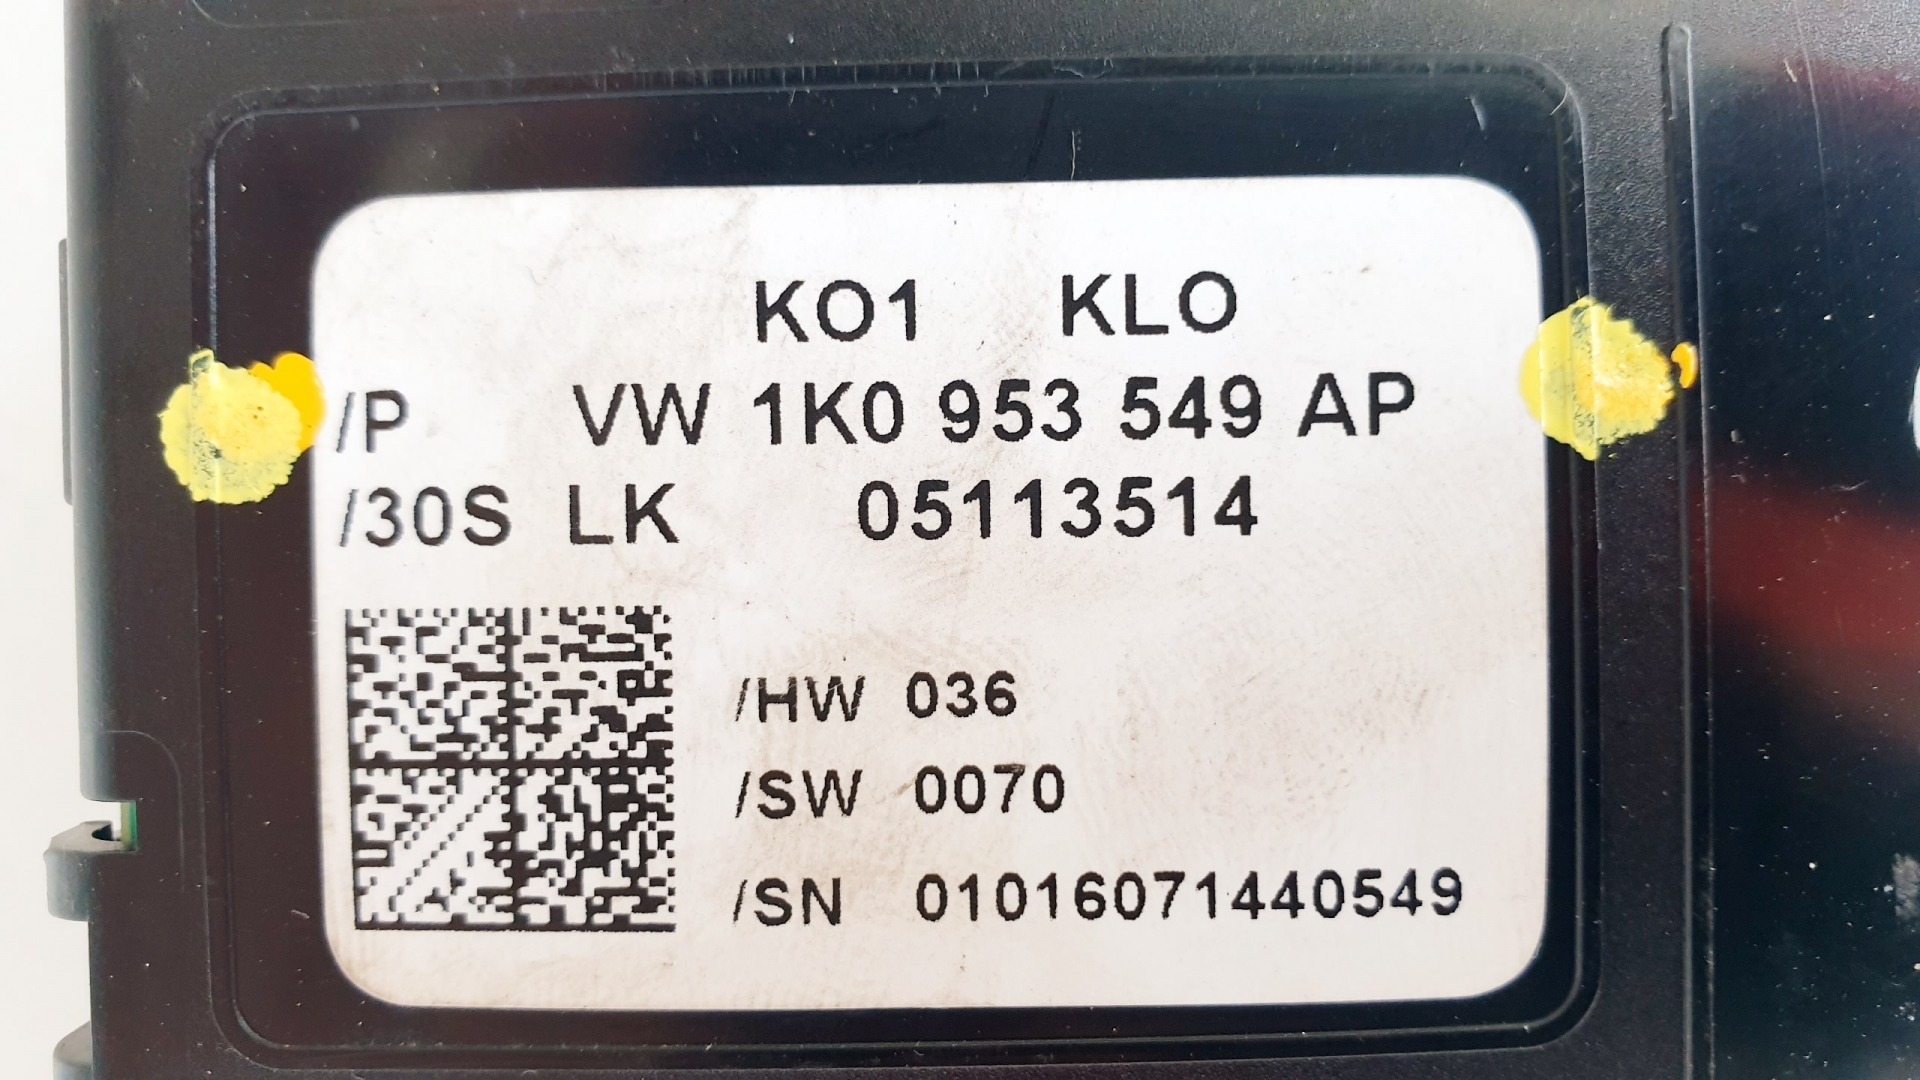 KO1 KLO
/P VW 1K0 953 549 AP
/30S LK 05113514
/HW 036
/SW 0070
/SN 01016071440549